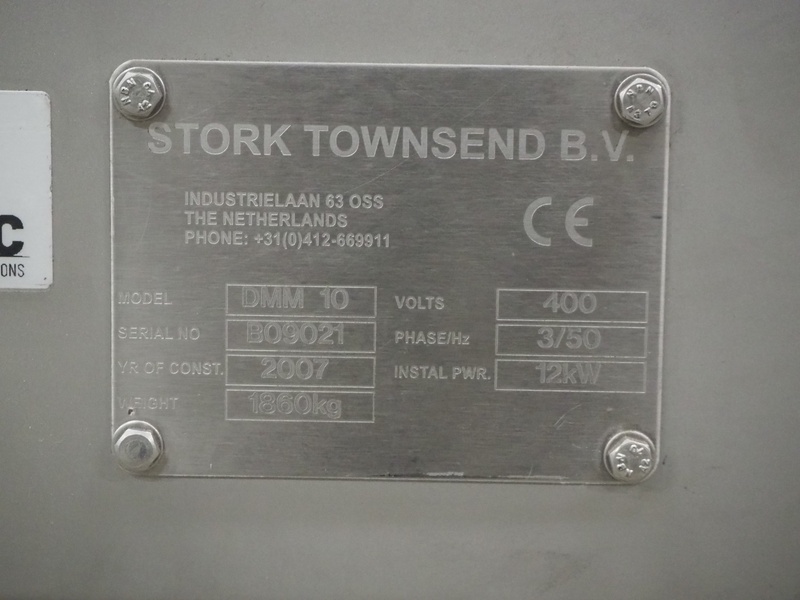 STORK TOWNSEND B.V.
INDUSTRIELAAN 63 OSS
THE NETHERLANDS
PHONE: +31(0)412-669911
CE
MODEL DMM 10 VOLTS 400
SERIAL NO B09021 PHASE/Hz 3/50
YR OF CONST. 2007 INSTAL PWR. 12kW
WEIGHT 1860kg
C
IONS